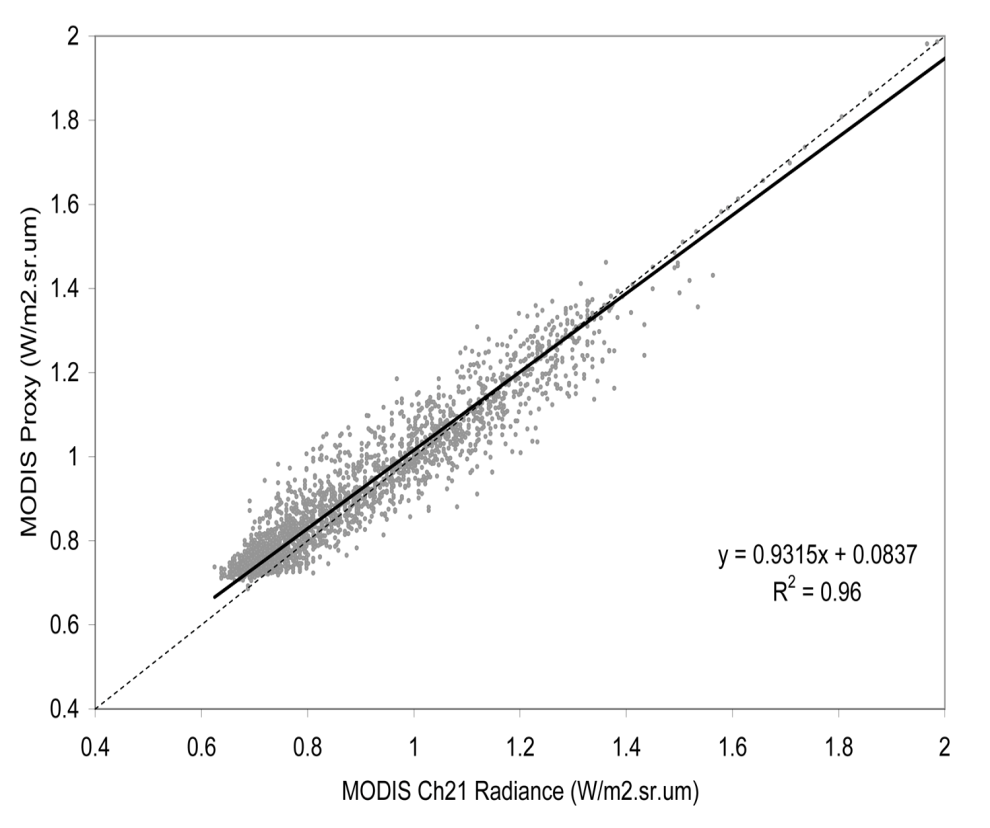 2
1.8
1.6
1.4
1.2
1
0.8
0.6
0.4
MODIS Proxy (W/m2.sr.um)
y = 0.9315x + 0.0837
R² = 0.96
0.4 0.6 0.8 1 1.2 1.4 1.6 1.8 2
MODIS Ch21 Radiance (W/m2.sr.um)